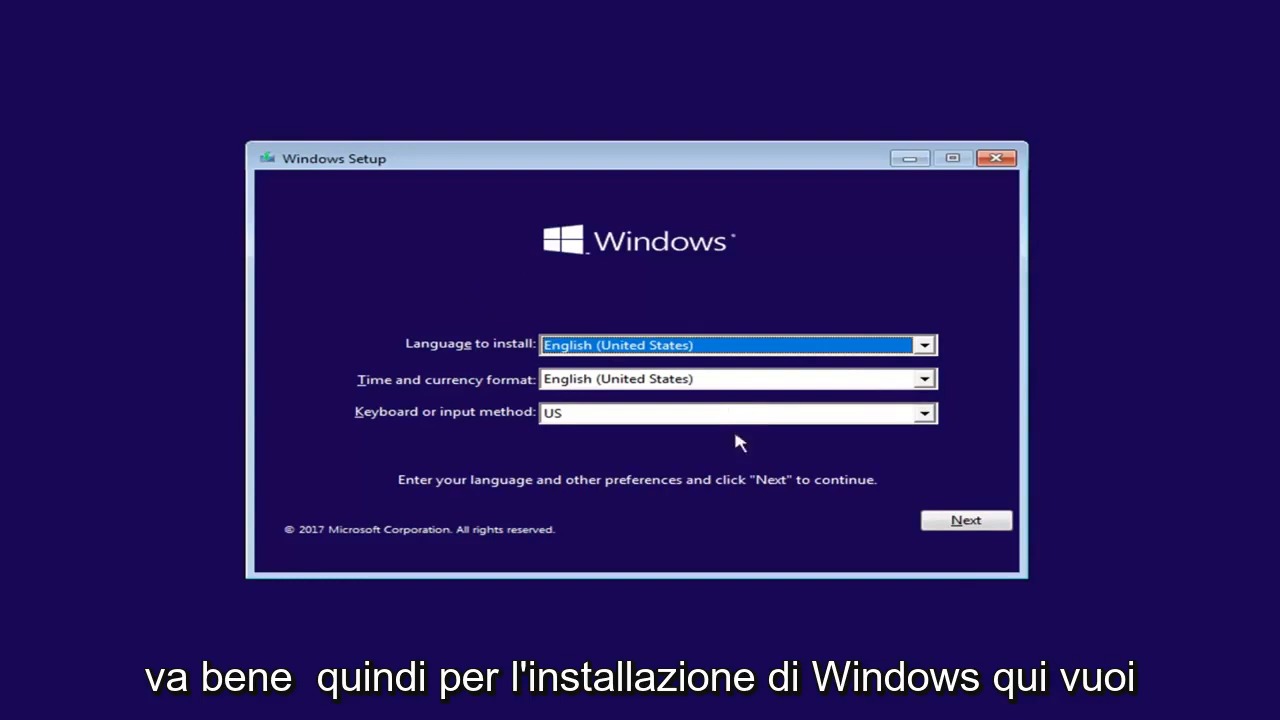 Windows Setup
Windows
Language to install: English (United States)
Time and currency format: English (United States)
Keyboard or input method: US
Enter your language and other preferences and click "Next" to continue.
Next
© 2017 Microsoft Corporation. All rights reserved.
va bene  quindi per l'installazione di Windows qui vuoi